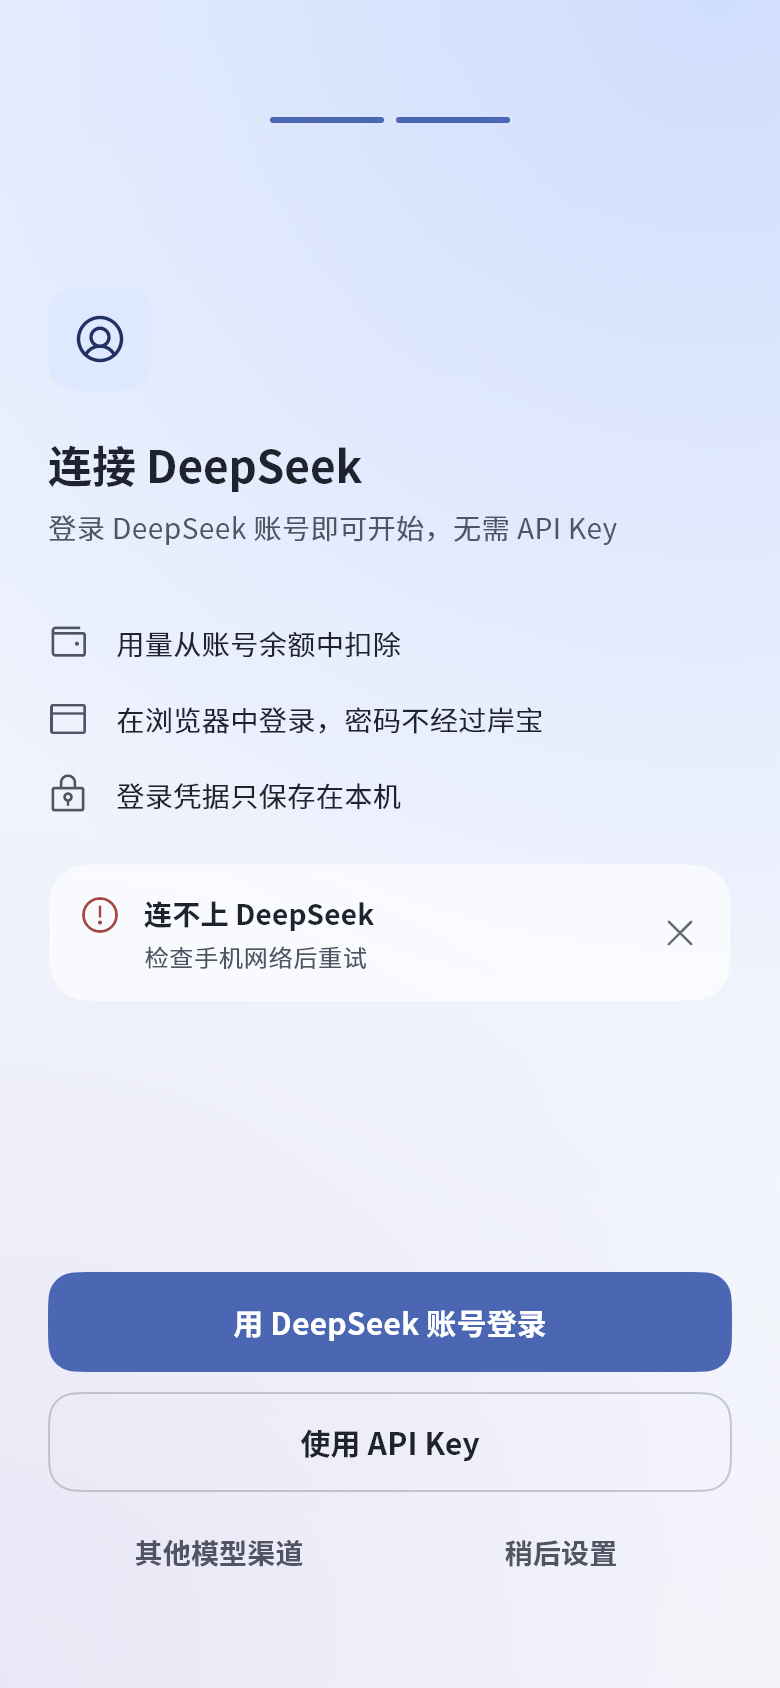 连接 DeepSeek
登录 DeepSeek 账号即可开始，无需 API Key
用量从账号余额中扣除
在浏览器中登录，密码不经过岸宝
登录凭据只保存在本机
连不上 DeepSeek
检查手机网络后重试
用 DeepSeek 账号登录
使用 API Key
其他模型渠道
稍后设置